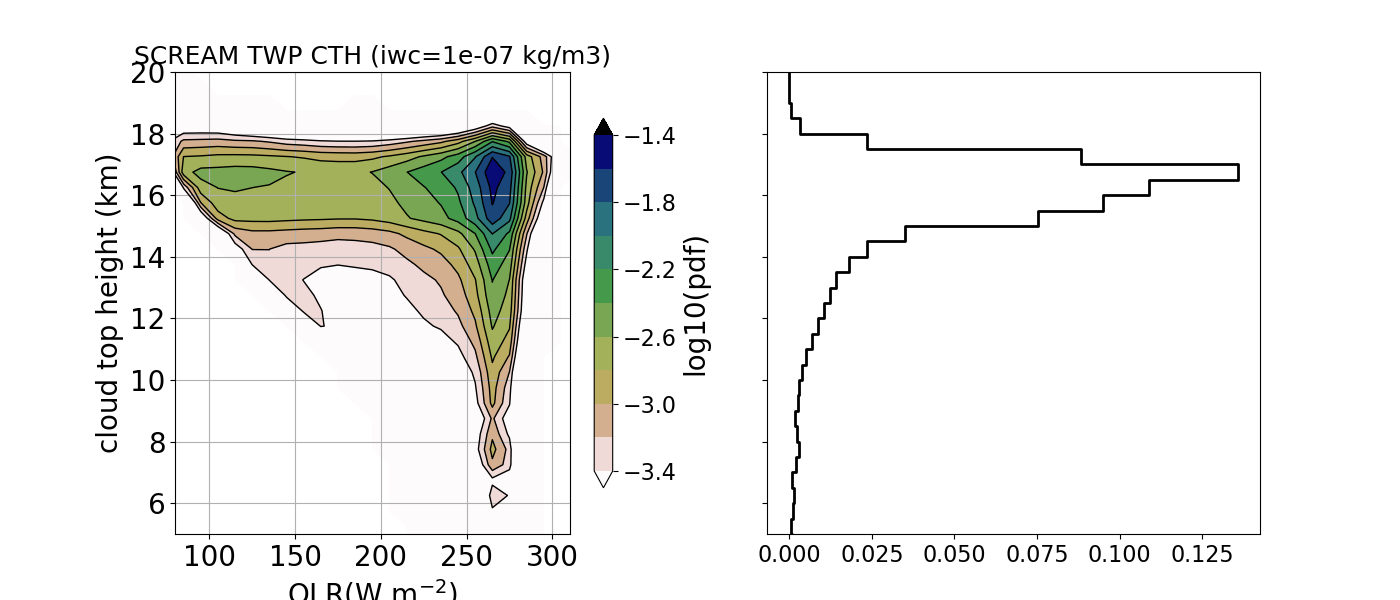 SCREAM TWP CTH (iwc=1e-07 kg/m3)
20
18
16
14
12
10
8
6
cloud top height (km)
100 150 200 250 300
OLR(W m⁻²)
−1.4
−1.8
−2.2
−2.6
−3.0
−3.4
log10(pdf)
0.000 0.025 0.050 0.075 0.100 0.125